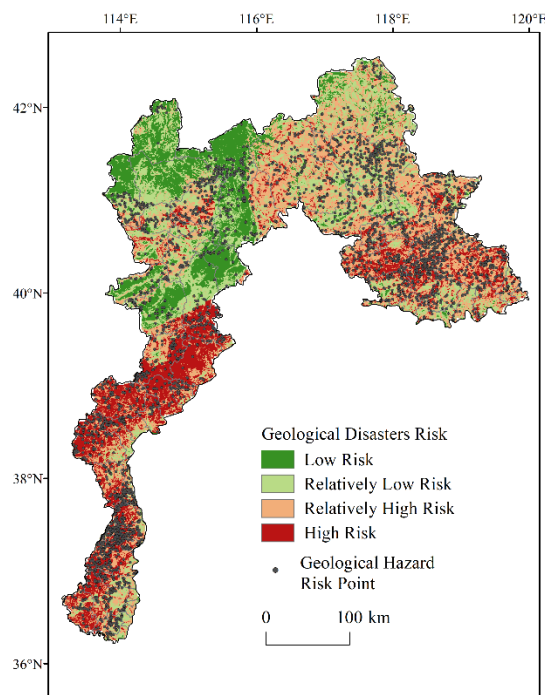 114°E 116°E 118°E 120°E
42°N
40°N
38°N
36°N
Geological Disasters Risk
Low Risk
Relatively Low Risk
Relatively High Risk
High Risk
Geological Hazard
Risk Point
0 100 km